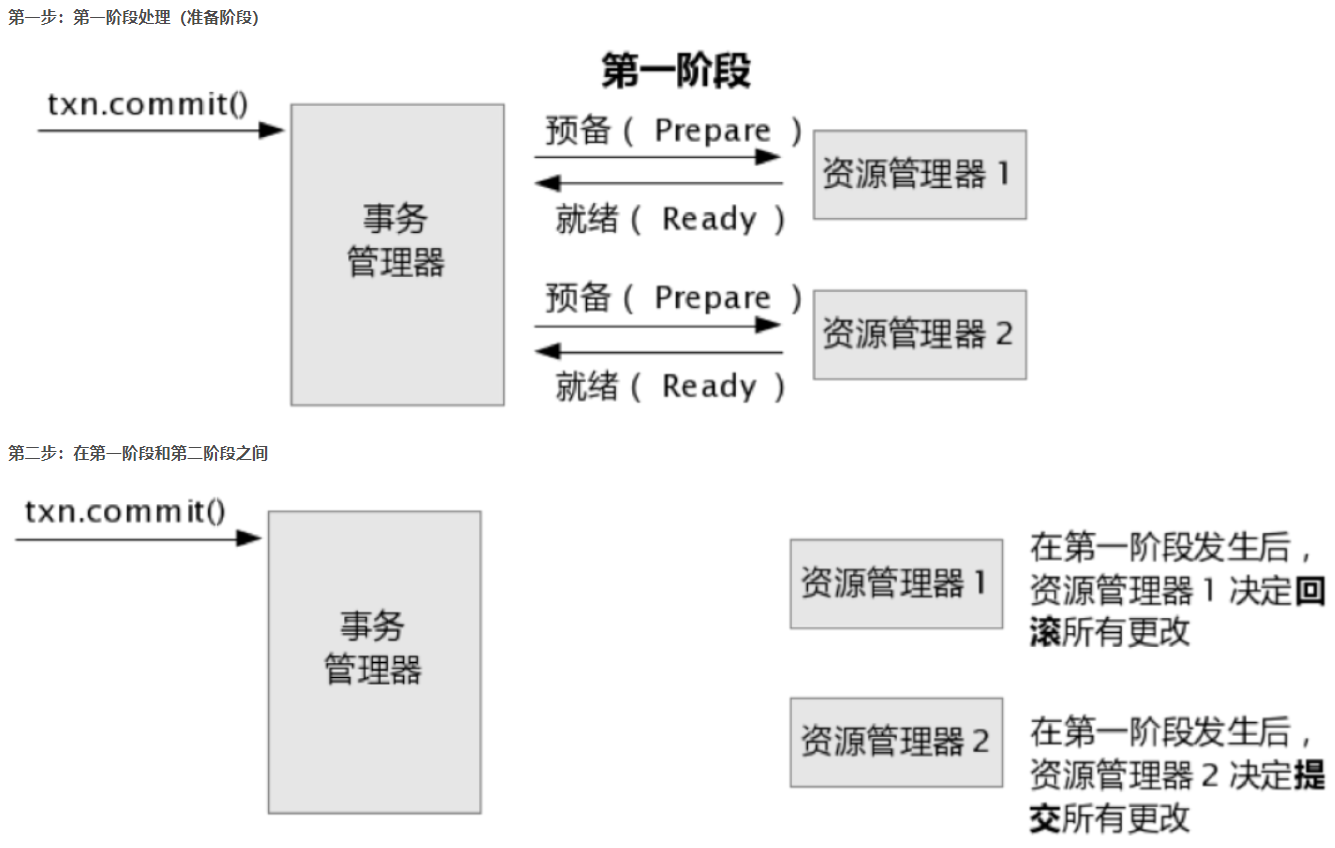 第一步：第一阶段处理（准备阶段）
第一阶段
txn.commit()
事务
管理器
预备（ Prepare ）
就绪（ Ready ）
资源管理器 1
预备（ Prepare ）
就绪（ Ready ）
资源管理器 2
第二步：在第一阶段和第二阶段之间
txn.commit()
事务
管理器
资源管理器 1
在第一阶段发生后，
资源管理器 1 决定回
滚所有更改
资源管理器 2
在第一阶段发生后，
资源管理器 2 决定提
交所有更改